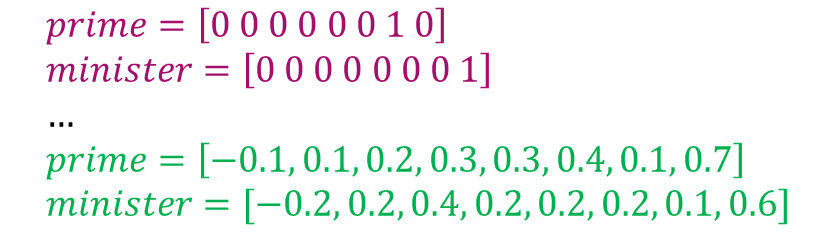 prime = [0 0 0 0 0 0 1 0]
minister = [0 0 0 0 0 0 0 1]
...
prime = [−0.1, 0.1, 0.2, 0.3, 0.3, 0.4, 0.1, 0.7]
minister = [−0.2, 0.2, 0.4, 0.2, 0.2, 0.2, 0.1, 0.6]